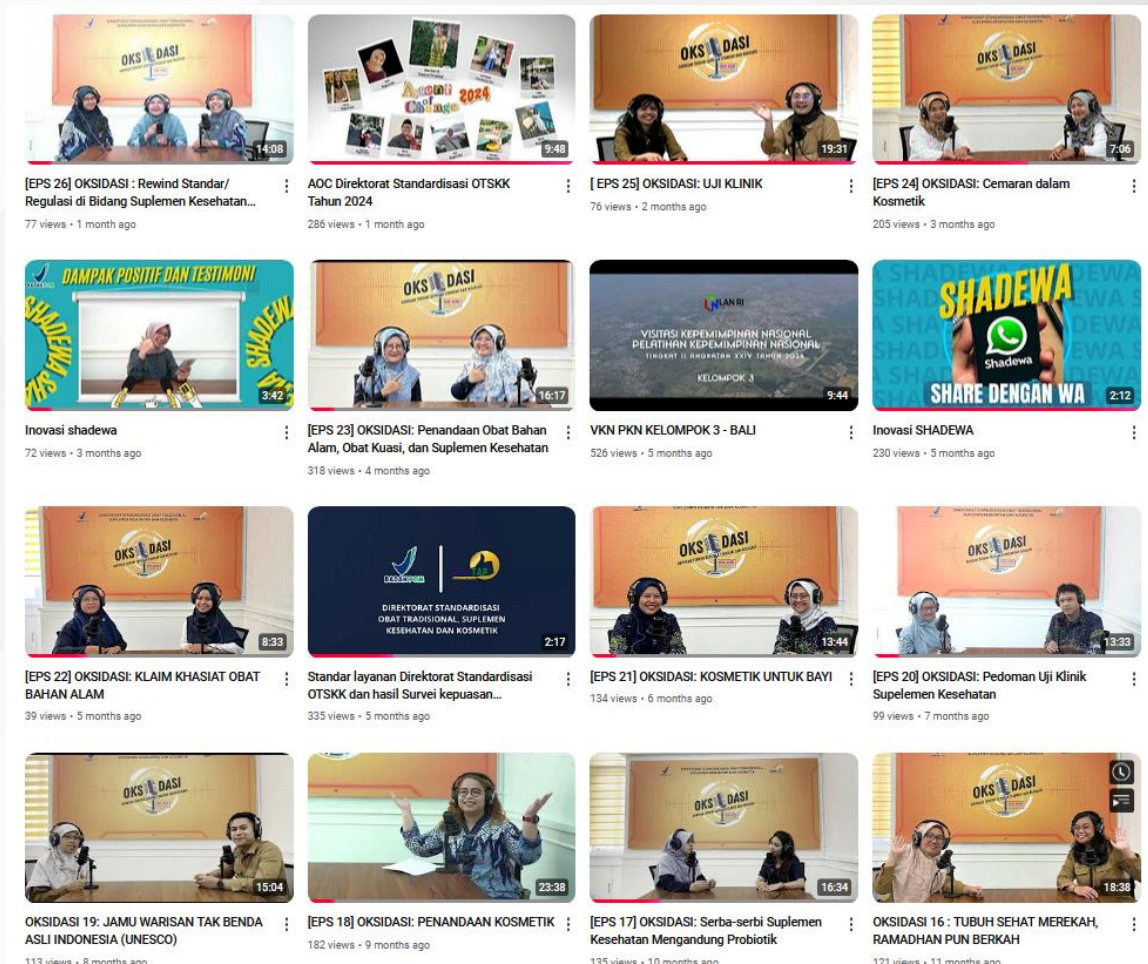 OKSIDASI
14:08
Agent of Change 2024
9:48
OKSIDASI
19:31
OKSIDASI
7:06
[EPS 26] OKSIDASI : Rewind Standar/
Regulasi di Bidang Suplemen Kesehatan...
77 views • 1 month ago
AOC Direktorat Standardisasi OTSKK
Tahun 2024
286 views • 1 month ago
[ EPS 25] OKSIDASI: UJI KLINIK
76 views • 2 months ago
[EPS 24] OKSIDASI: Cemaran dalam
Kosmetik
205 views • 3 months ago
DAMPAK POSITIF DAN TESTIMONI
SHADEWA
3:42
OKSIDASI
16:17
LAN RI
VISITASI KEPEMIMPINAN NASIONAL
PELATIHAN KEPEMIMPINAN NASIONAL
TINGKAT II ANGKATAN XXIV TAHUN 2024
KELOMPOK 3
9:44
SHADEWA
Shadewa
SHARE DENGAN WA
2:12
Inovasi shadewa
72 views • 3 months ago
[EPS 23] OKSIDASI: Penandaan Obat Bahan
Alam, Obat Kuasi, dan Suplemen Kesehatan
318 views • 4 months ago
VKN PKN KELOMPOK 3 - BALI
526 views • 5 months ago
Inovasi SHADEWA
230 views • 5 months ago
OKSIDASI
8:33
BADAN POM
DIREKTORAT STANDARDISASI
OBAT TRADISIONAL, SUPLEMEN
KESEHATAN DAN KOSMETIK
2:17
OKSIDASI
13:44
OKSIDASI
13:33
[EPS 22] OKSIDASI: KLAIM KHASIAT OBAT
BAHAN ALAM
39 views • 5 months ago
Standar layanan Direktorat Standardisasi
OTSKK dan hasil Survei kepuasan...
335 views • 5 months ago
[EPS 21] OKSIDASI: KOSMETIK UNTUK BAYI
134 views • 6 months ago
[EPS 20] OKSIDASI: Pedoman Uji Klinik
Supelemen Kesehatan
99 views • 7 months ago
OKSIDASI
15:04
23:38
OKSIDASI
16:34
OKSIDASI
18:38
OKSIDASI 19: JAMU WARISAN TAK BENDA
ASLI INDONESIA (UNESCO)
113 views • 8 months ago
[EPS 18] OKSIDASI: PENANDAAN KOSMETIK
182 views • 9 months ago
[EPS 17] OKSIDASI: Serba-serbi Suplemen
Kesehatan Mengandung Probiotik
135 views • 10 months ago
OKSIDASI 16 : TUBUH SEHAT MEREKAH,
RAMADHAN PUN BERKAH
121 views • 11 months ago